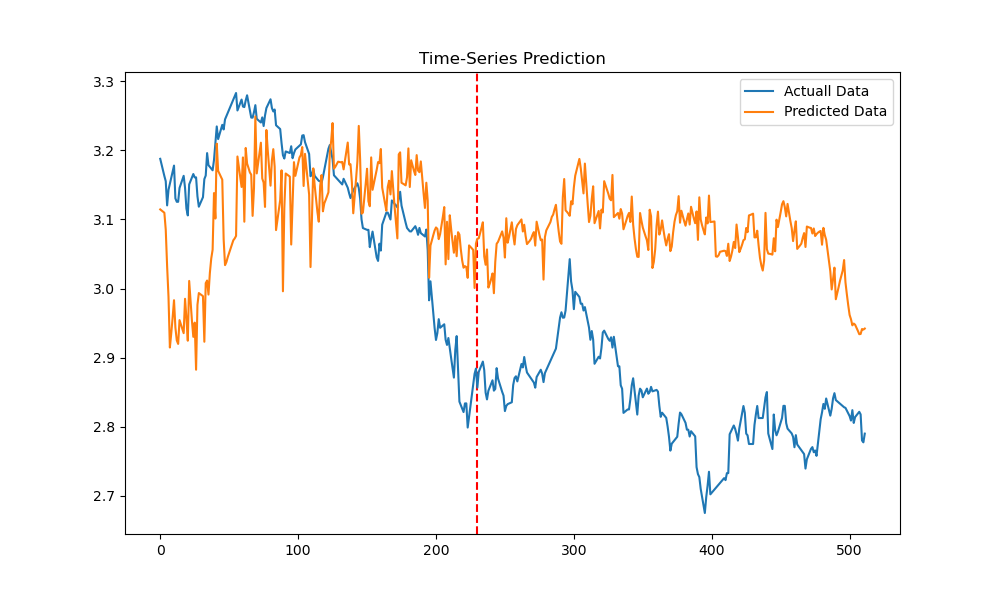 Time-Series Prediction
3.3
3.2
3.1
3.0
2.9
2.8
2.7
Actuall Data
Predicted Data
0 100 200 300 400 500